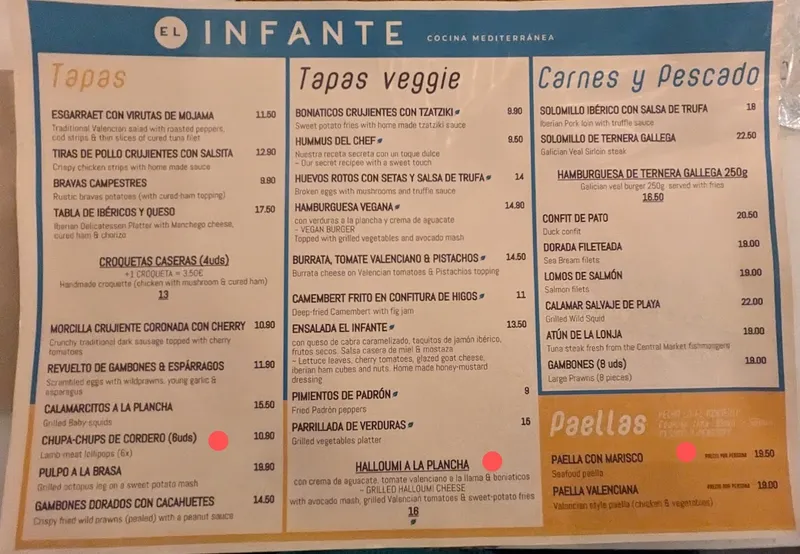 EL INFANTE COCINA MEDITERRÁNEA
Tapas
ESGARRAET CON VIRUTAS DE MOJAMA 11.50
Traditional Valencian salad with roasted peppers,
cod strips & thin slices of cured tuna filet
TIRAS DE POLLO CRUJIENTES CON SALSITA 12.90
Crispy chicken strips with home made sauce
BRAVAS CAMPESTRES 9.90
Rustic braves potatoes (with cured ham topping)
TABLA DE IBÉRICOS Y QUESO 17.50
Iberian Delicatessen Platter with Manchego cheese,
cured ham & chorizo
CROQUETAS CASERAS (4uds)
+1 CROQUETA = 3,50€
Handmade croquette (chicken with mushroom & cured ham)
13
MORCILLA CRUJIENTE CORONADA CON CHERRY 10.90
Crunchy traditional dark sausage topped with cherry
tomatoes
REVUELTO DE GAMBONES & ESPÁRRAGOS 11.90
Scrambled eggs with wildprawns, young garlic &
asparagus
CALAMARCITOS A LA PLANCHA 15.50
Grilled Baby squids
CHUPA-CHUPS DE CORDERO (6uds) 10.90
Lamb meat lollipops (6x)
PULPO A LA BRASA 19.90
Grilled octopus leg on a sweet potato mash
GAMBONES DORADOS CON CACAHUETES 14.50
Crispy fried wild prawns (peeled) with a peanut sauce
Tapas veggie
BONIATOS CRUJIENTES CON TZATZIKI 9.90
Sweet potato fries with home made tzatziki sauce
HUMMUS DEL CHEF 9.50
Nuestra receta secreta con un toque dulce
- Our secret recipee with a sweet touch
HUEVOS ROTOS CON SETAS Y SALSA DE TRUFA 14
Broken eggs with mushrooms and truffle sauce
HAMBURGUESA VEGANA 14.90
con verduras a la plancha y crema de aguacate
- VEGAN BURGER
Topped with grilled vegetables and avocado mash
BURRATA, TOMATE VALENCIANO & PISTACHOS 14.50
Burrata cheese on Valencian tomatoes & Pistachios topping
CAMEMBERT FRITO EN CONFITURA DE HIGOS 11
Deep-fried Camembert with fig jam
ENSALADA EL INFANTE 13.50
con queso de cabra caramelizado, taquitos de jamón ibérico,
frutos secos. Salsa casera de miel & mostaza
- Lettuce leaves, cherry tomatoes, glazed goat cheese,
iberian ham cubes and nuts. Home made honey-mustard
dressing
PIMIENTOS DE PADRÓN 9
Fried Padrón peppers
PARRILLADA DE VERDURAS 15
Grilled vegetables platter
HALLOUMI A LA PLANCHA
con crema de aguacate, tomate valenciano a la llama & boniatos
- GRILLED HALLOUMI CHEESE
with avocado mash, grilled Valencian tomatoes & sweet-potato fries
16
Carnes y Pescado
SOLOMILLO IBÉRICO CON SALSA DE TRUFA 18
Iberian Pork loin with truffle sauce
SOLOMILLO DE TERNERA GALLEGA 22.50
Galician Veal Sirloin steak
HAMBURGUESA DE TERNERA GALLEGA 250g
Galician veal burger 250g served with fries
16.50
CONFIT DE PATO 20.50
Duck confit
DORADA FILETEADA 19.00
Sea Bream filets
LOMOS DE SALMÓN 19.00
Salmon filets
CALAMAR SALVAJE DE PLAYA 22.00
Grilled Wild Squid
ATÚN DE LA LONJA 19.00
Tuna steak fresh from the Central Market fishmongers
GAMBONES (8 uds) 19.00
Large Prawns (8 pieces)
Paellas
PAELLA CON MARISCO PRECIO POR PERSONA 19.50
Seafood paella
PAELLA VALENCIANA PRECIO POR PERSONA 19.00
Valencian style paella (chicken & vegetables)